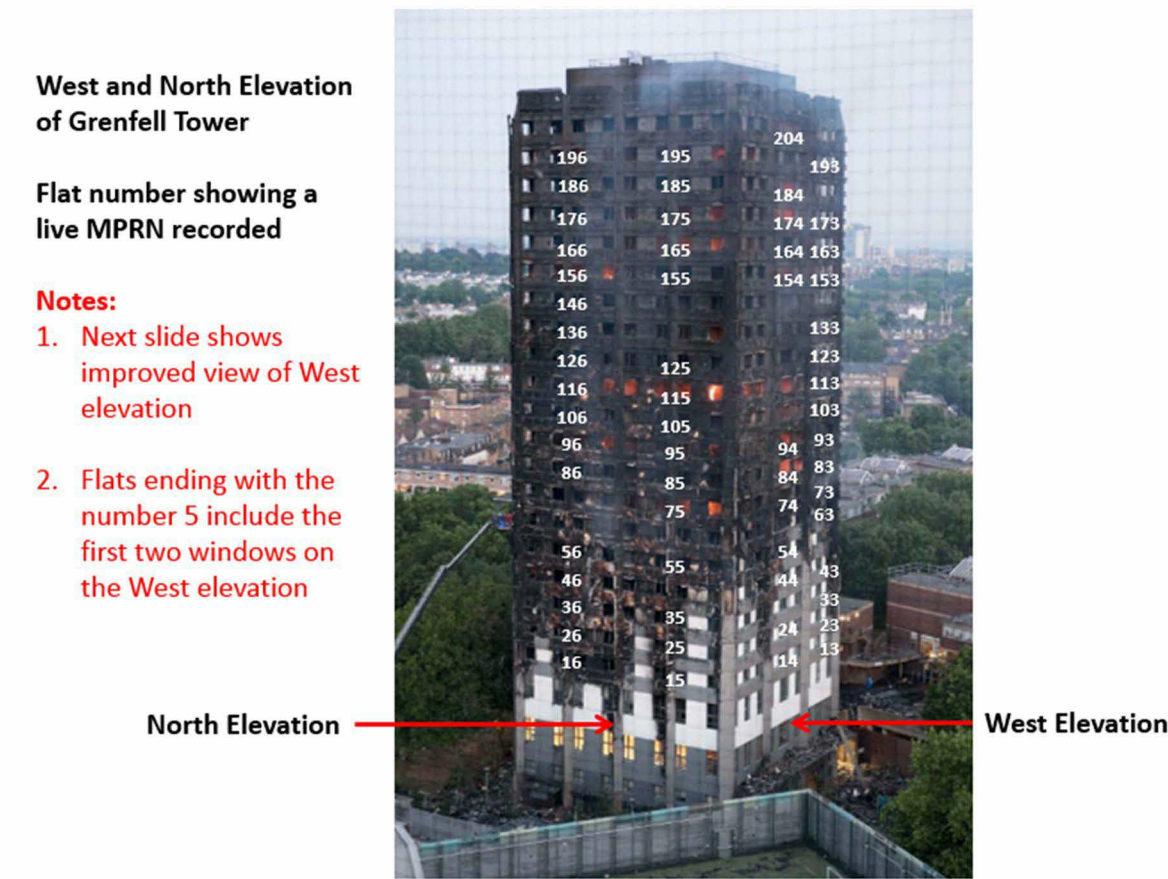 West and North Elevation
of Grenfell Tower
Flat number showing a
live MPRN recorded
Notes:
1. Next slide shows
improved view of West
elevation
2. Flats ending with the
number 5 include the
first two windows on
the West elevation
204
196 195 193
186 185 184
176 175 174 173
166 165 164 163
156 155 154 153
146
136 133
126 125 123
116 115 113
106 105 103
96 95 94 93
86 85 84 83
75 74 73
63
56 55 54
46 44 43
36 35 33
26 25 24 23
16 15 14 13
North Elevation
West Elevation